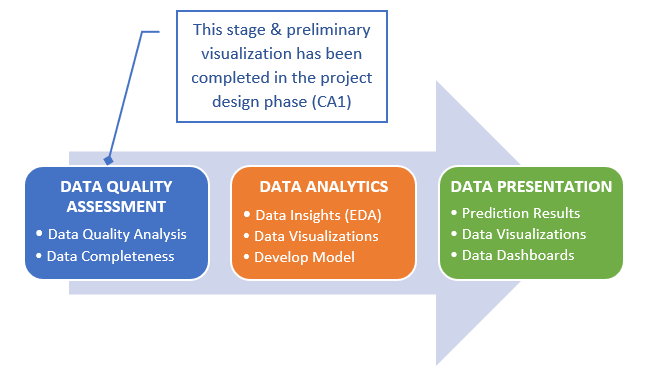 This stage & preliminary
visualization has been
completed in the project
design phase (CA1)
DATA QUALITY
ASSESSMENT
• Data Quality Analysis
• Data Completeness
DATA ANALYTICS
• Data Insights (EDA)
• Data Visualizations
• Develop Model
DATA PRESENTATION
• Prediction Results
• Data Visualizations
• Data Dashboards